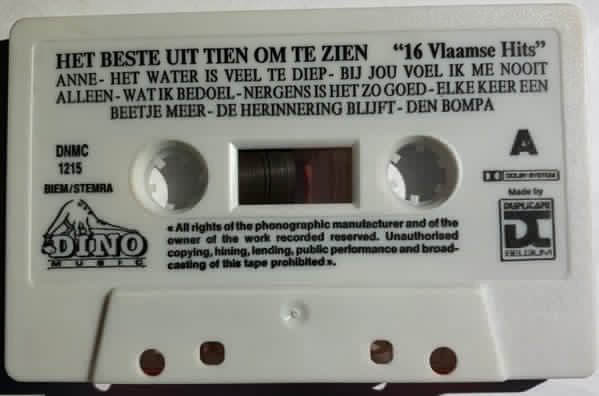 HET BESTE UIT TIEN OM TE ZIEN "16 Vlaamse Hits"
ANNE - HET WATER IS VEEL TE DIEP - BIJ JOU VOEL IK ME NOOIT
ALLEEN - WAT IK BEDOEL - NERGENS IS HET ZO GOED - ELKE KEER EEN
BEETJE MEER - DE HERINNERING BLIJFT - DEN BOMPA
DNMC
1215
BIEM/STEMRA
A
DOLBY SYSTEM
Made by
DUPLICAPE
BELGIUM
DINO
MUSIC
« All rights of the phonographic manufacturer and of the
owner of the work recorded reserved. Unauthorised
copying, hining, lending, public performance and broad-
casting of this tape prohibited ».